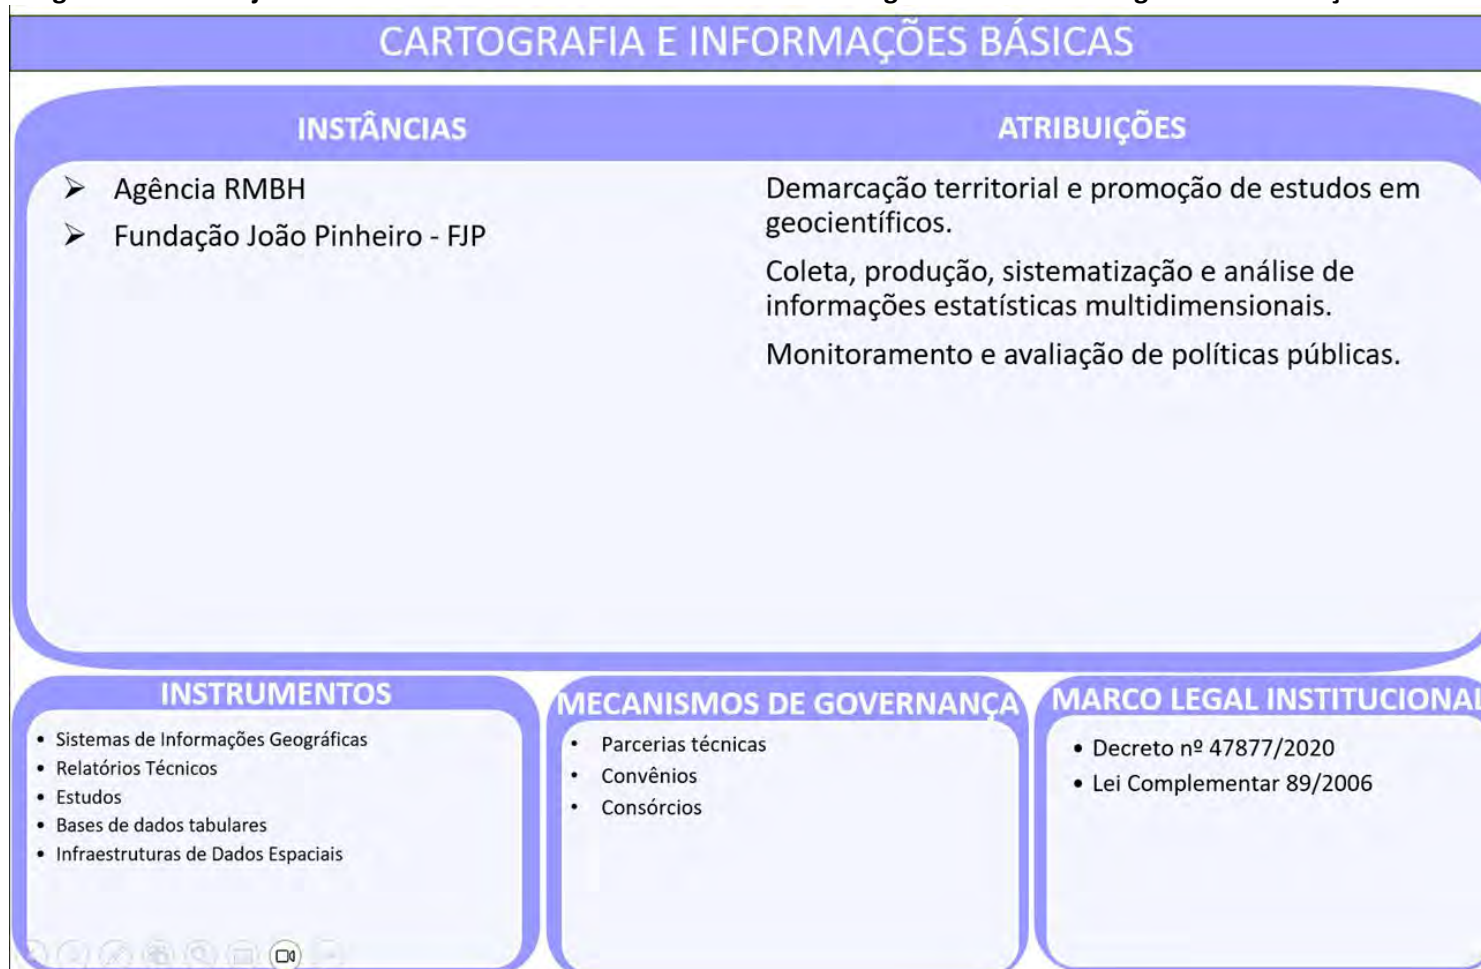 CARTOGRAFIA E INFORMAÇÕES BÁSICAS
INSTÂNCIAS
➢ Agência RMBH
➢ Fundação João Pinheiro - FJP
ATRIBUIÇÕES
Demarcação territorial e promoção de estudos em
geocientíficos.
Coleta, produção, sistematização e análise de
informações estatísticas multidimensionais.
Monitoramento e avaliação de políticas públicas.
INSTRUMENTOS
• Sistemas de Informações Geográficas
• Relatórios Técnicos
• Estudos
• Bases de dados tabulares
• Infraestruturas de Dados Espaciais
MECANISMOS DE GOVERNANÇA
• Parcerias técnicas
• Convênios
• Consórcios
MARCO LEGAL INSTITUCIONAL
• Decreto nº 47877/2020
• Lei Complementar 89/2006